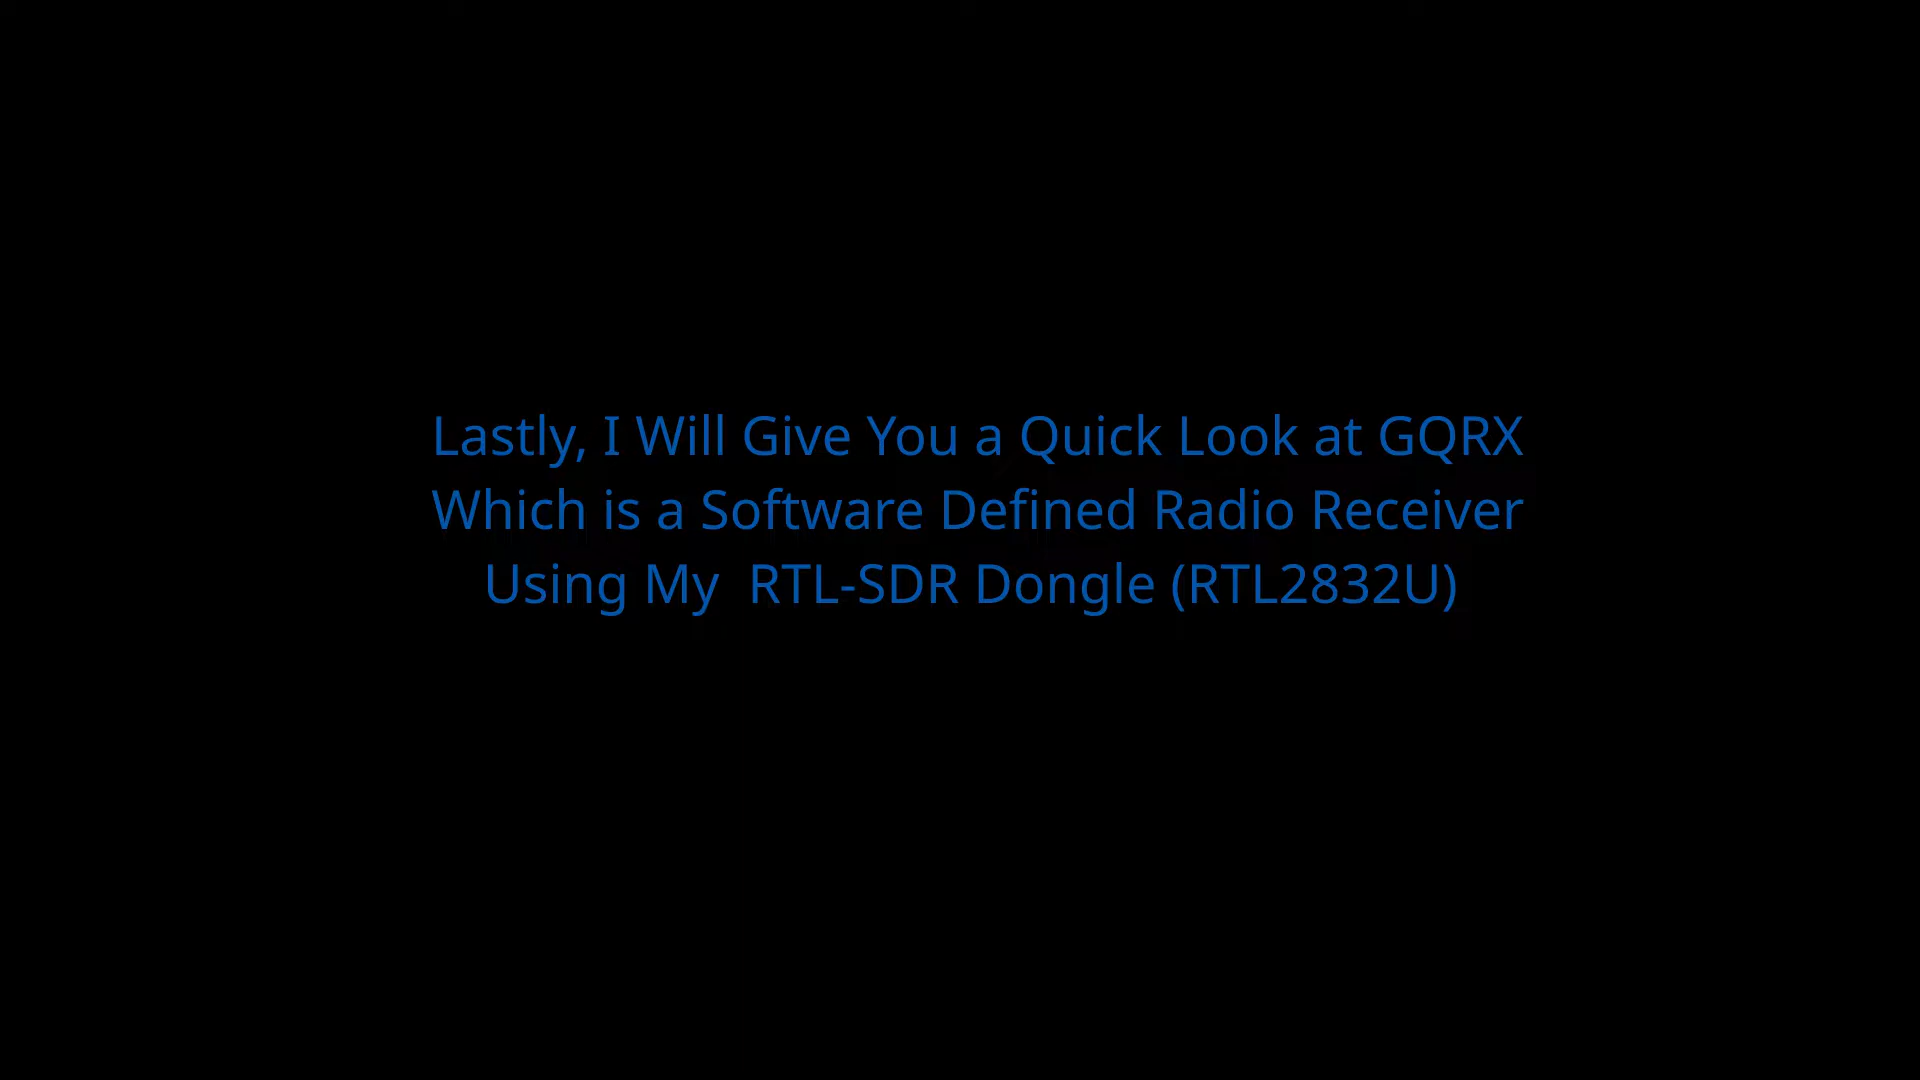 Lastly, I Will Give You a Quick Look at GQRX
Which is a Software Defined Radio Receiver
Using My  RTL-SDR Dongle (RTL2832U)